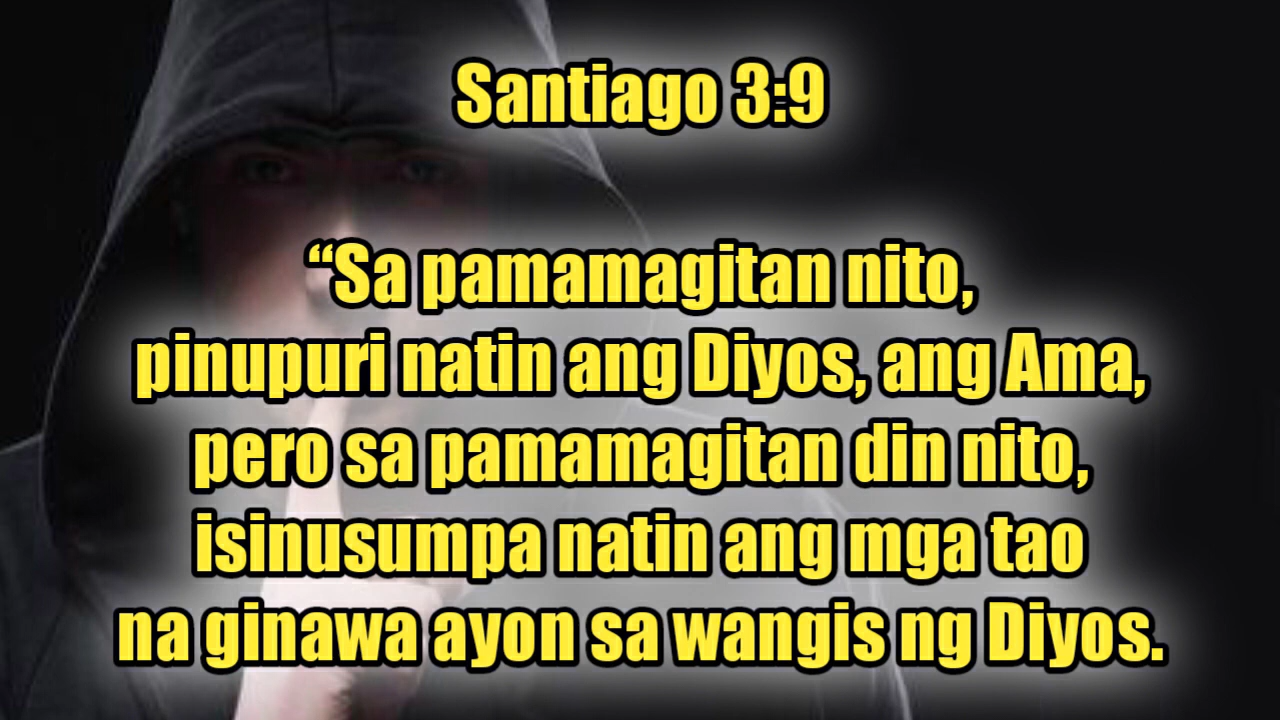 Santiago 3:9
“Sa pamamagitan nito,
pinupuri natin ang Diyos, ang Ama,
pero sa pamamagitan din nito,
isinusumpa natin ang mga tao
na ginawa ayon sa wangis ng Diyos.